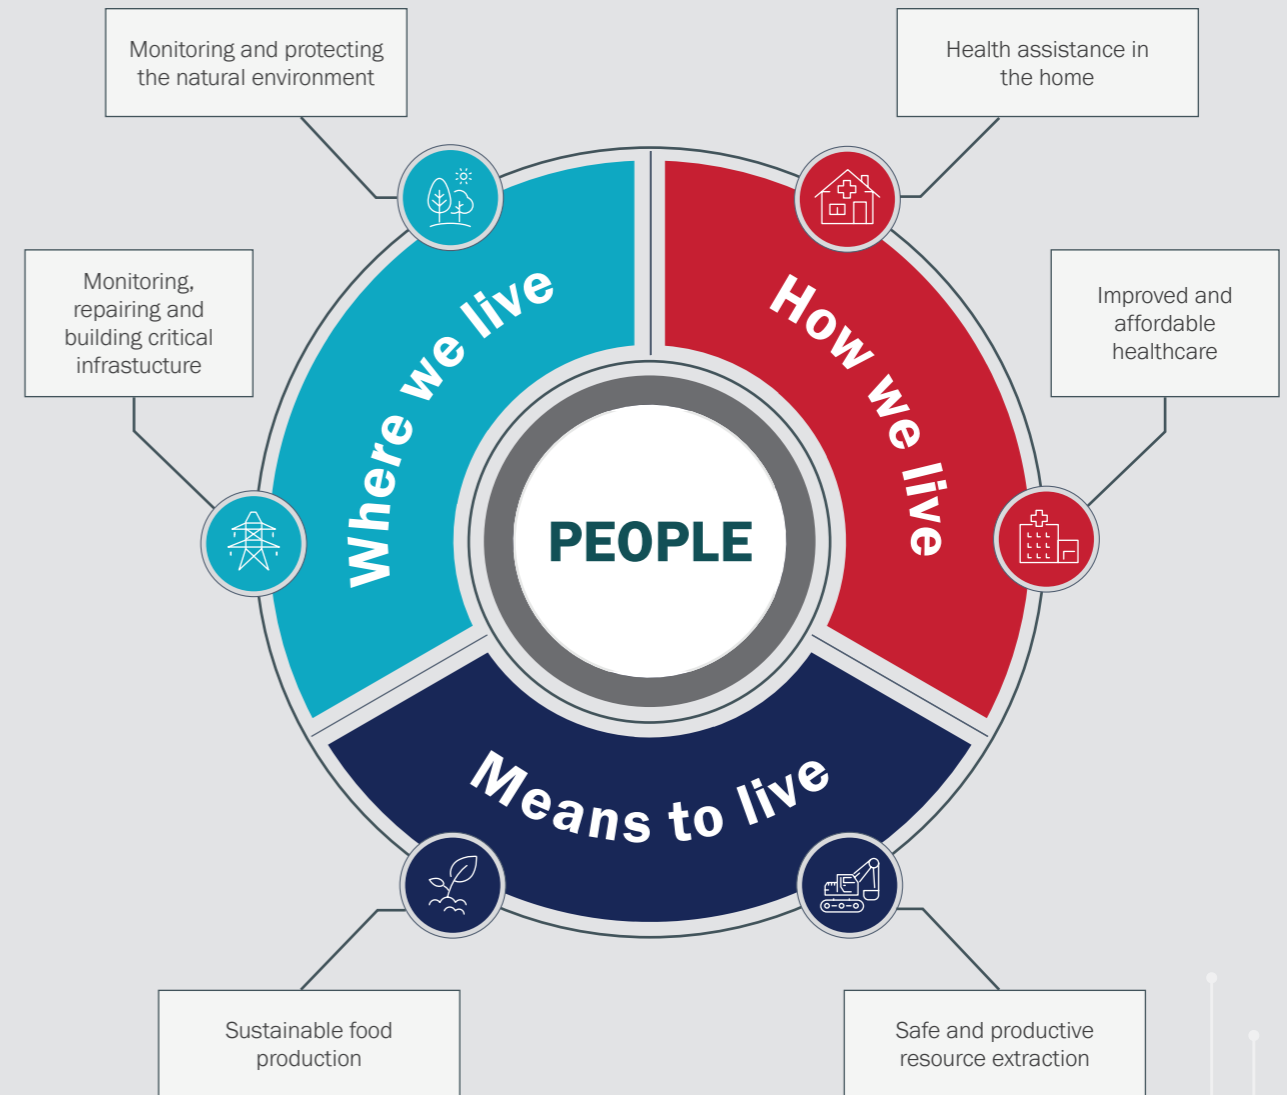 Monitoring and protecting
the natural environment
Health assistance in
the home
Monitoring,
repairing and
building critical
infrastucture
Improved and
affordable
healthcare
Where we live
How we live
PEOPLE
Means to live
Sustainable food
production
Safe and productive
resource extraction